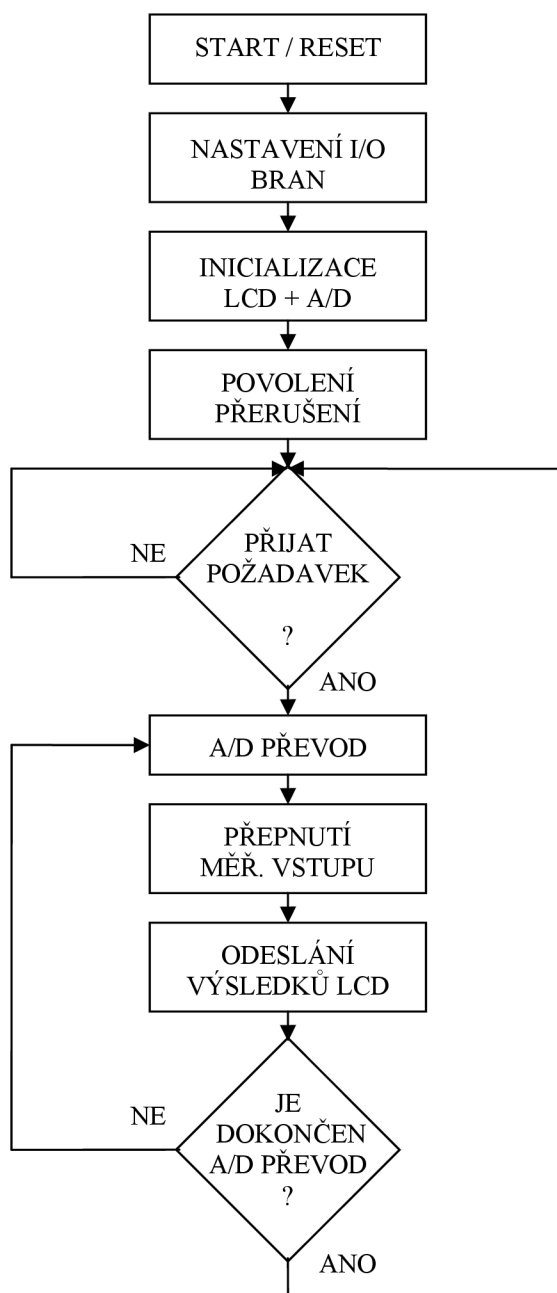 START / RESET
NASTAVENÍ I/O
BRAN
INICIALIZACE
LCD + A/D
POVOLENÍ
PŘERUŠENÍ
NE
PŘIJAT
POŽADAVEK
?
ANO
A/D PŘEVOD
PŘEPNUTÍ
MĚŘ. VSTUPU
ODESLÁNÍ
VÝSLEDKŮ LCD
NE
JE
DOKONČEN
A/D PŘEVOD
?
ANO